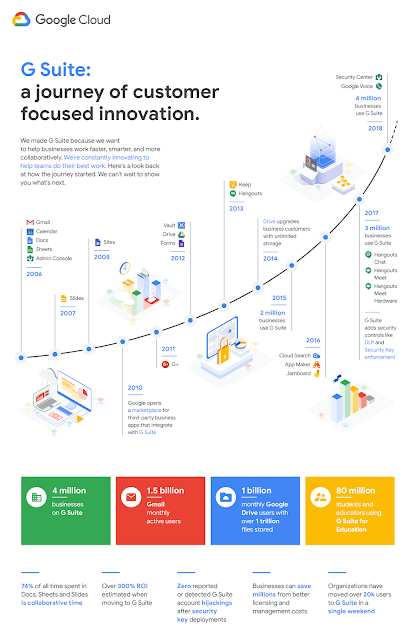 Google Cloud
G Suite:
a journey of customer
focused innovation.
We made G Suite because we want
to help businesses work faster, smarter, and more
collaboratively. We're constantly innovating to
help teams do their best work. Here's a look back
at how the journey started. We can't wait to show
you what's next.
Gmail
Calendar
Docs
Sheets
Admin Console
2006
Slides
2007
Sites
2008
2010
Google opens
a marketplace for
third-party business
apps that integrate
with G Suite
2011
G+
Vault
Drive
Forms
2012
Keep
Hangouts
2013
Drive upgrades
business customers
with unlimited
storage
2014
2015
2 million
businesses
use G Suite
2016
Cloud Search
App Maker
Jamboard
2017
3 million
businesses
use G Suite
Hangouts
Chat
Hangouts
Meet
Hangouts
Meet
Hardware
G Suite
adds security
controls like
DLP and
Security Key
enforcement
Security Center
Google Voice
4 million
businesses
use G Suite
2018
4 million
businesses
on G Suite
1.5 billion
Gmail
monthly
active users
1 billion
monthly Google
Drive users with
over 1 trillion
files stored
80 million
students and
educators using
G Suite for
Education
74% of all time spent in
Docs, Sheets and Slides
is collaborative time
Over 300% ROI
estimated when
moving to G Suite
Zero reported
or detected G Suite
account hijackings
after security
key deployments
Businesses can save
millions from better
licensing and
management costs
Organizations have
moved over 20k users
to G Suite in a
single weekend